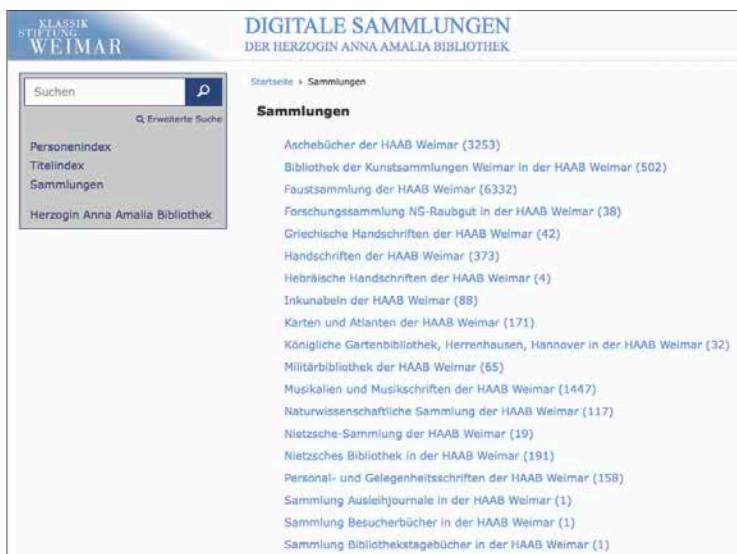 KLASSIK
STIFTUNG
WEIMAR
DIGITALE SAMMLUNGEN
DER HERZOGIN ANNA AMALIA BIBLIOTHEK
Suchen
Erweiterte Suche
Personenindex
Titelindex
Sammlungen
Herzogin Anna Amalia Bibliothek
Startseite › Sammlungen
Sammlungen
Aschebücher der HAAB Weimar (3253)
Bibliothek der Kunstsammlungen Weimar in der HAAB Weimar (502)
Faustsammlung der HAAB Weimar (6332)
Forschungssammlung NS-Raubgut in der HAAB Weimar (38)
Griechische Handschriften der HAAB Weimar (42)
Handschriften der HAAB Weimar (373)
Hebräische Handschriften der HAAB Weimar (4)
Inkunabeln der HAAB Weimar (88)
Karten und Atlanten der HAAB Weimar (171)
Königliche Gartenbibliothek, Herrenhausen, Hannover in der HAAB Weimar (32)
Militärbibliothek der HAAB Weimar (65)
Musikalien und Musikschriften der HAAB Weimar (1447)
Naturwissenschaftliche Sammlung der HAAB Weimar (117)
Nietzsche-Sammlung der HAAB Weimar (19)
Nietzsches Bibliothek in der HAAB Weimar (191)
Personal- und Gelegenheitsschriften der HAAB Weimar (158)
Sammlung Ausleihjournale in der HAAB Weimar (1)
Sammlung Besucherbücher in der HAAB Weimar (1)
Sammlung Bibliothekstagebücher in der HAAB Weimar (1)